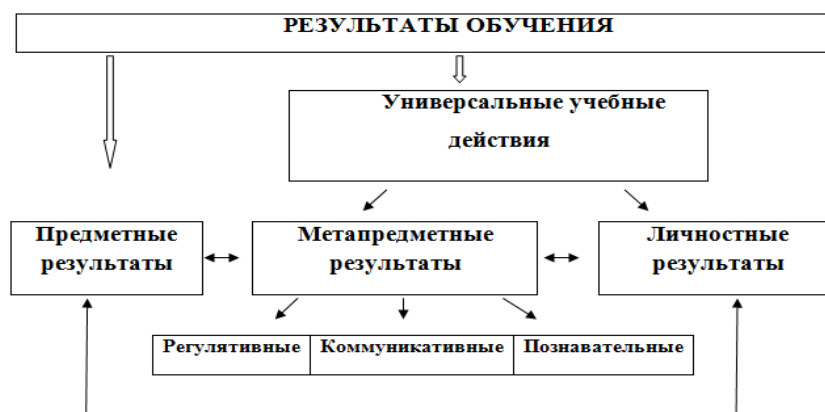 РЕЗУЛЬТАТЫ ОБУЧЕНИЯ
Универсальные учебные
действия
Предметные
результаты
Метапредметные
результаты
Личностные
результаты
Регулятивные
Коммуникативные
Познавательные